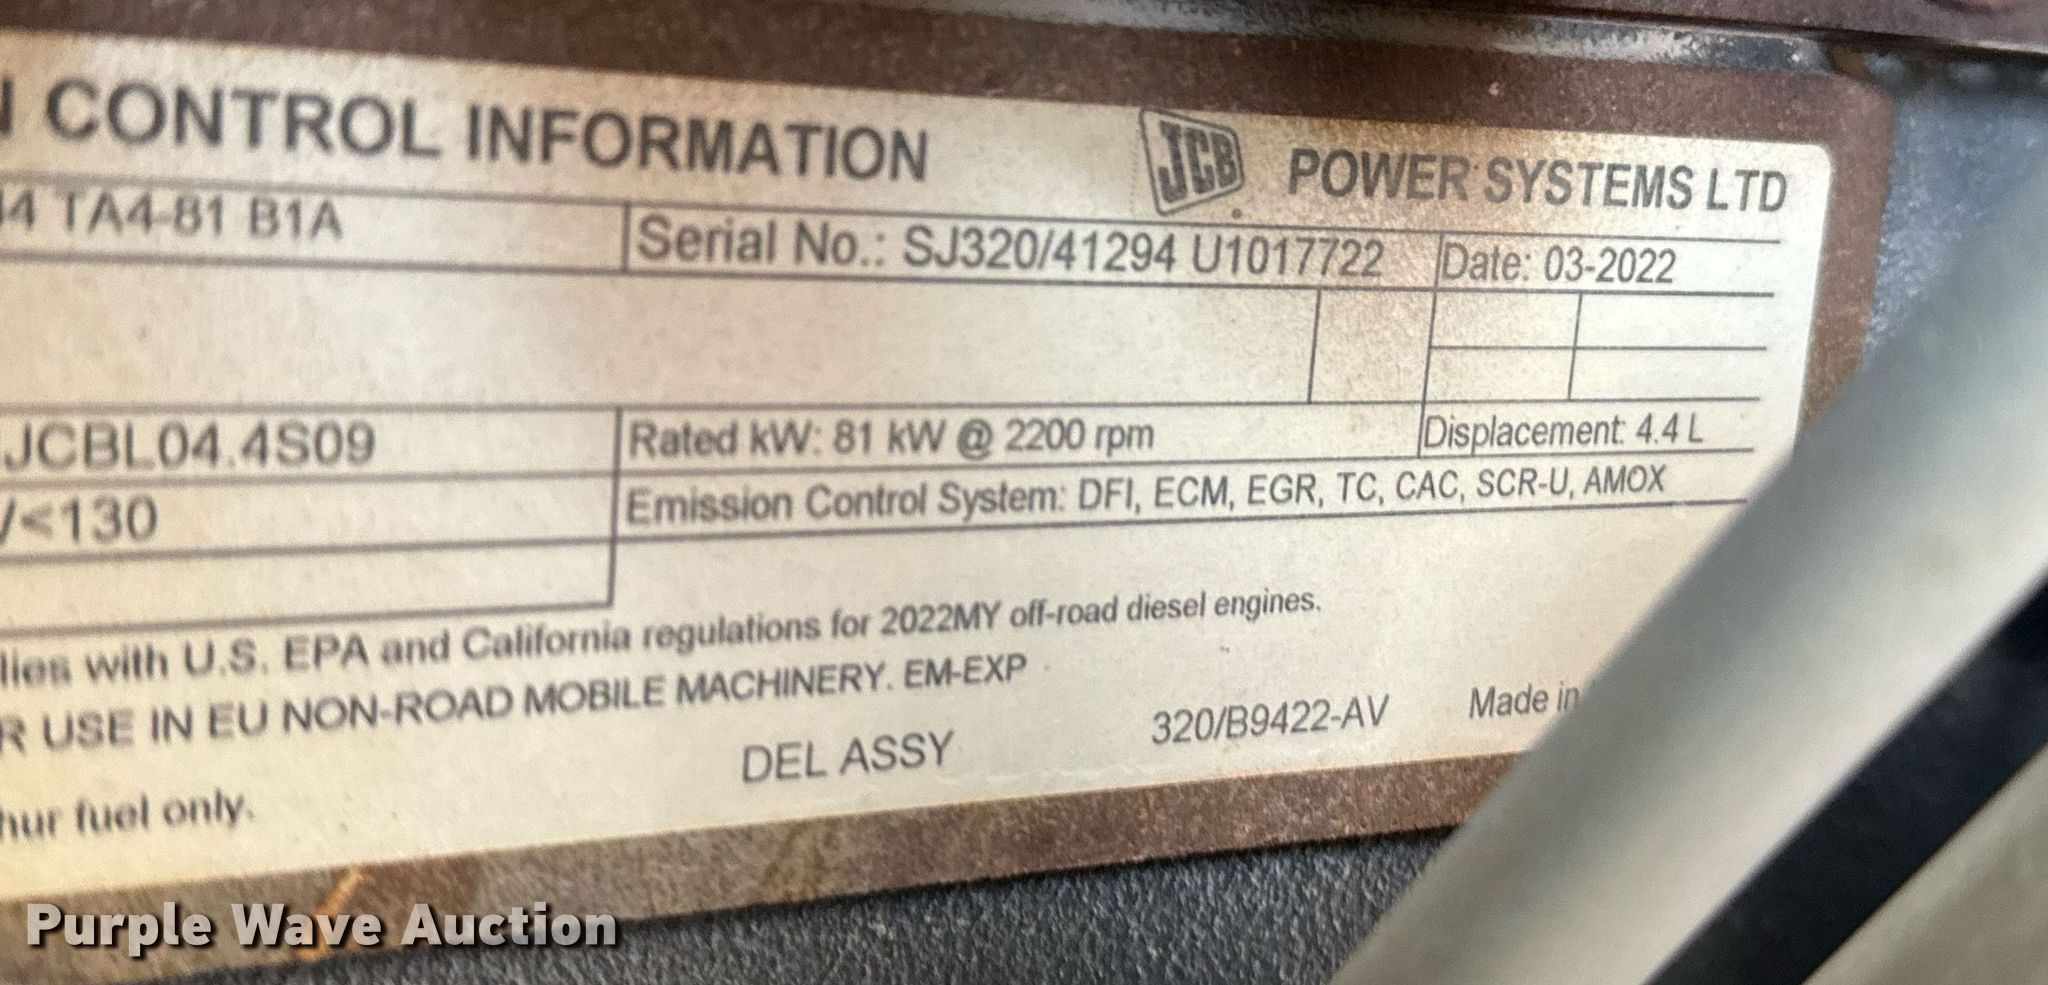 CONTROL INFORMATION JCB POWER SYSTEMS LTD
4 TA4-81 B1A Serial No.: SJ320/41294 U1017722 Date: 03-2022
JCBL04.4S09 Rated kW: 81 kW @ 2200 rpm Displacement: 4.4 L
<130 Emission Control System: DFI, ECM, EGR, TC, CAC, SCR-U, AMOX
lies with U.S. EPA and California regulations for 2022MY off-road diesel engines.
R USE IN EU NON-ROAD MOBILE MACHINERY. EM-EXP
DEL ASSY 320/B9422-AV Made in
hur fuel only.
Purple Wave Auction